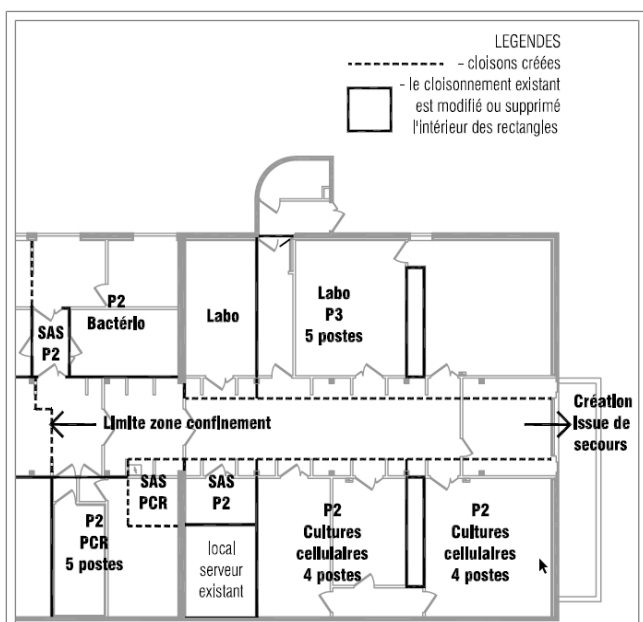 LEGENDES
- cloisons créées
- le cloisonnement existant
est modifié ou supprimé
l'intérieur des rectangles
P2
Bactério
SAS
P2
Labo
Labo
P3
5 postes
Limite zone confinement
Création
issue de
secours
SAS
PCR
SAS
P2
P2
PCR
5 postes
local
serveur
existant
P2
Cultures
cellulaires
4 postes
P2
Cultures
cellulaires
4 postes